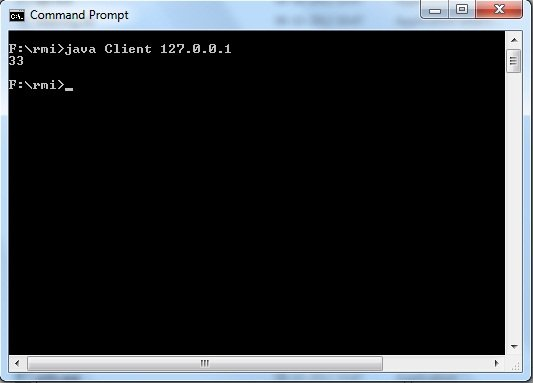 Command Prompt
F:\rmi>java Client 127.0.0.1
33
F:\rmi>_